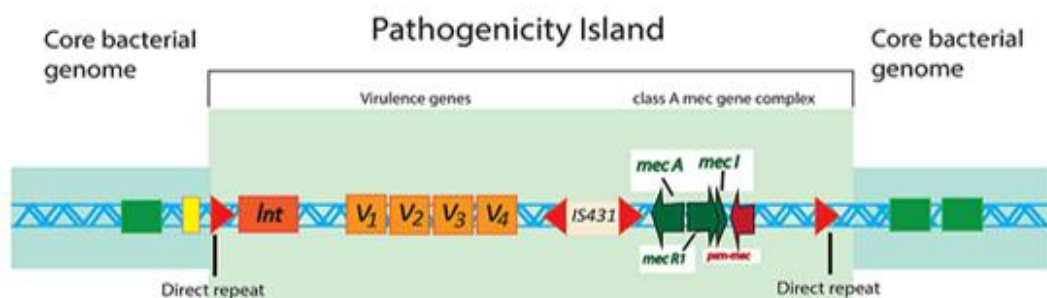 Pathogenicity Island
Core bacterial
genome
Core bacterial
genome
Virulence genes
class A mec gene complex
mec A
mec I
Int
V1
V2
V3
V4
IS431
mec R1
psm-mec
Direct repeat
Direct repeat